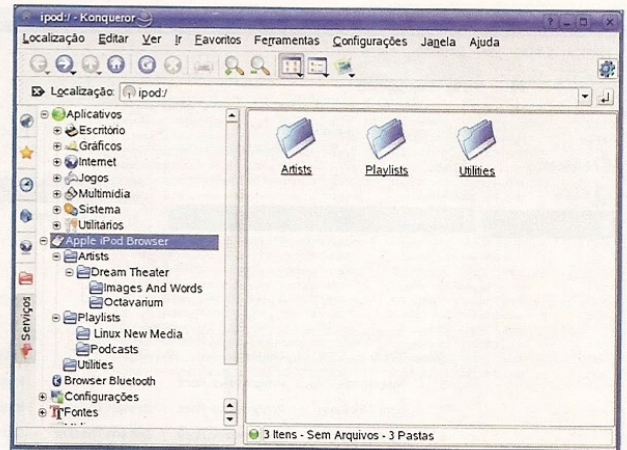 ipod:/ - Konqueror
Localização Editar Ver Ir Favoritos Ferramentas Configurações Janela Ajuda
Localização: ipod:/
Aplicativos
Escritório
Gráficos
Internet
Jogos
Multimídia
Sistema
Utilitários
Apple iPod Browser
Artists
Dream Theater
Images And Words
Octavarium
Playlists
Linux New Media
Podcasts
Utilities
Browser Bluetooth
Configurações
Fontes
Serviços
Artists
Playlists
Utilities
3 Itens - Sem Arquivos - 3 Pastas